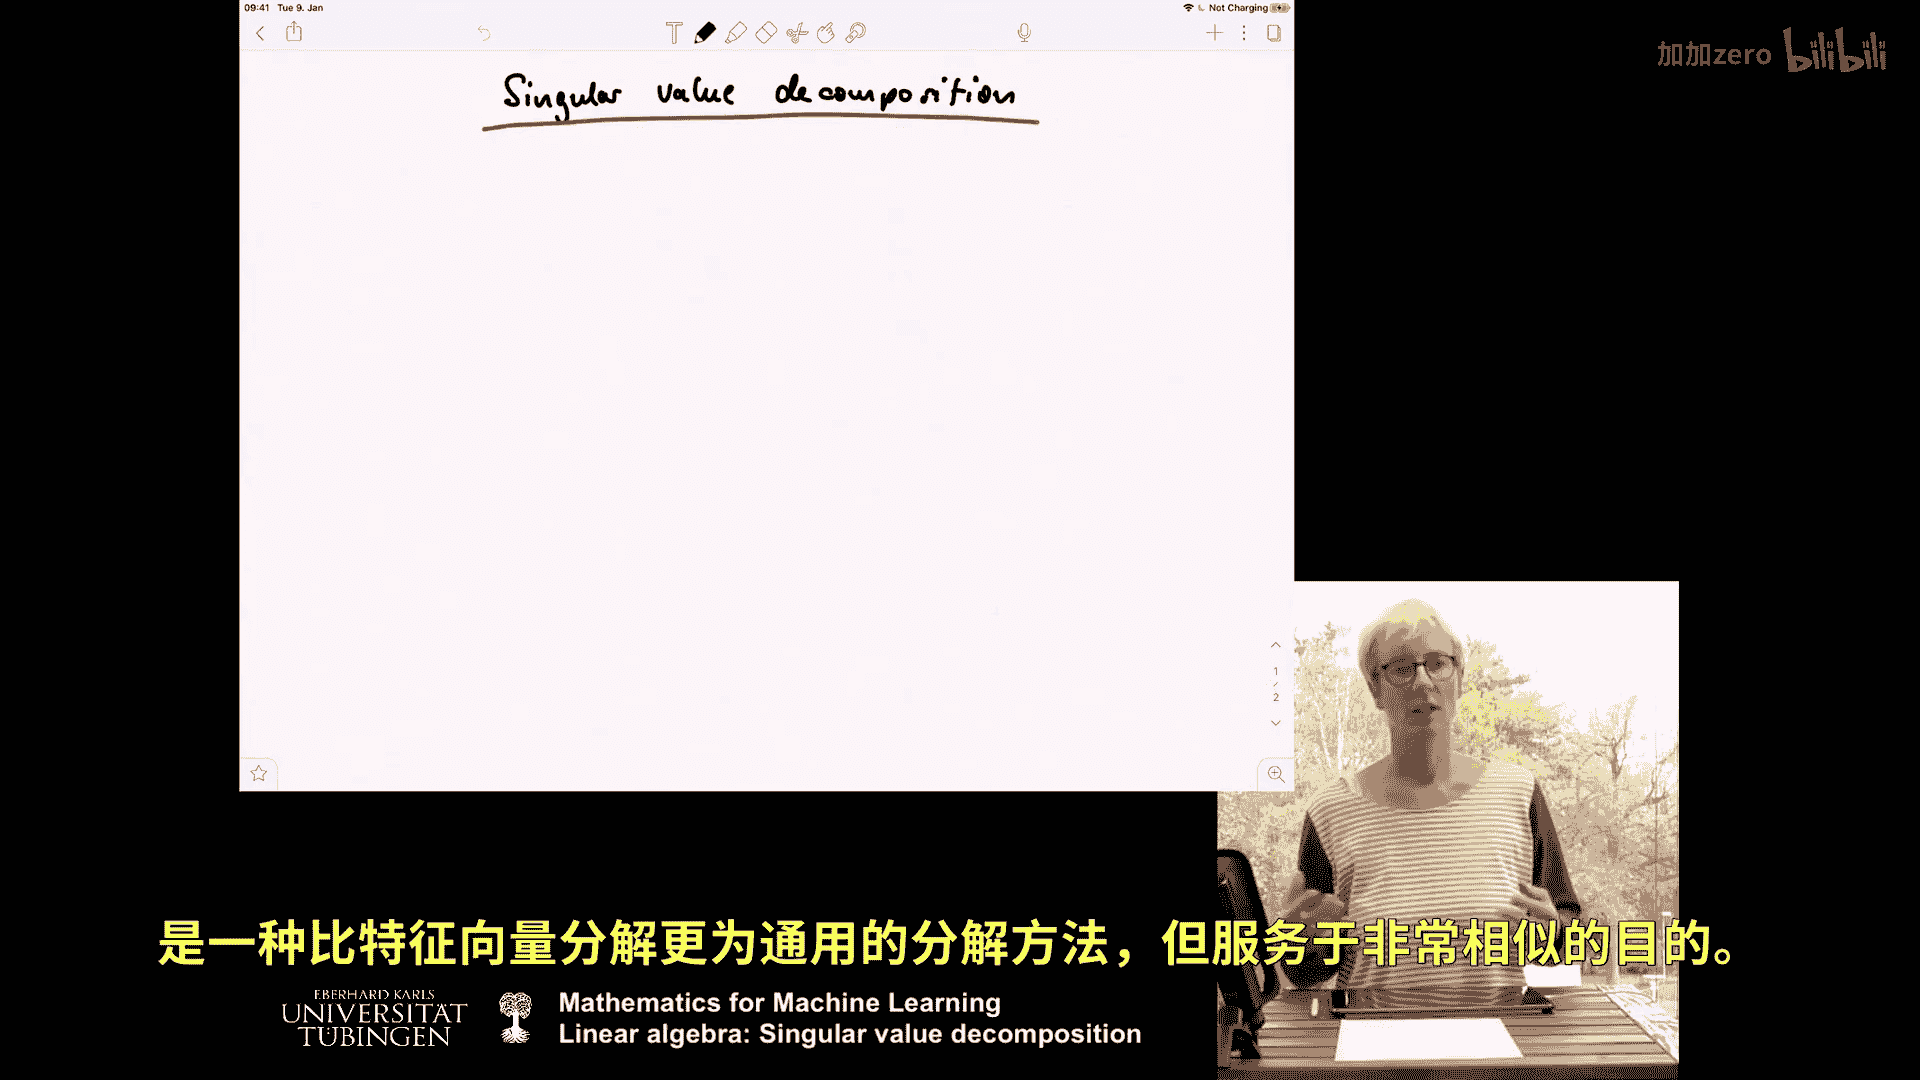 09:41 Tue 9. Jan
Not Charging
加加zero bilibili
Singular value decomposition
1
2
是一种比特征向量分解更为通用的分解方法，但服务于非常相似的目的。
EBERHARD KARLS
UNIVERSITÄT
TÜBINGEN
Mathematics for Machine Learning
Linear algebra: Singular value decomposition